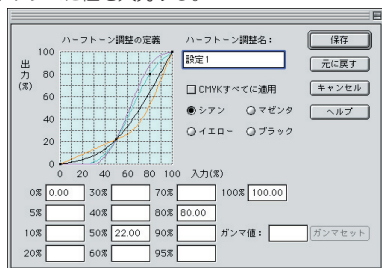 ハーフトーン調整の定義
ハーフトーン調整名：
保存
設定1
元に戻す
CMYKすべてに適用
キャンセル
シアン
マゼンタ
ヘルプ
イエロー
ブラック
出力(%)
100
80
60
40
20
0
0 20 40 60 80 100 入力(%)
0% 0.00 30% 70% 100% 100.00
5% 40% 80% 80.00
10% 50% 22.00 90% ガンマ値： ガンマセット
20% 60% 95%